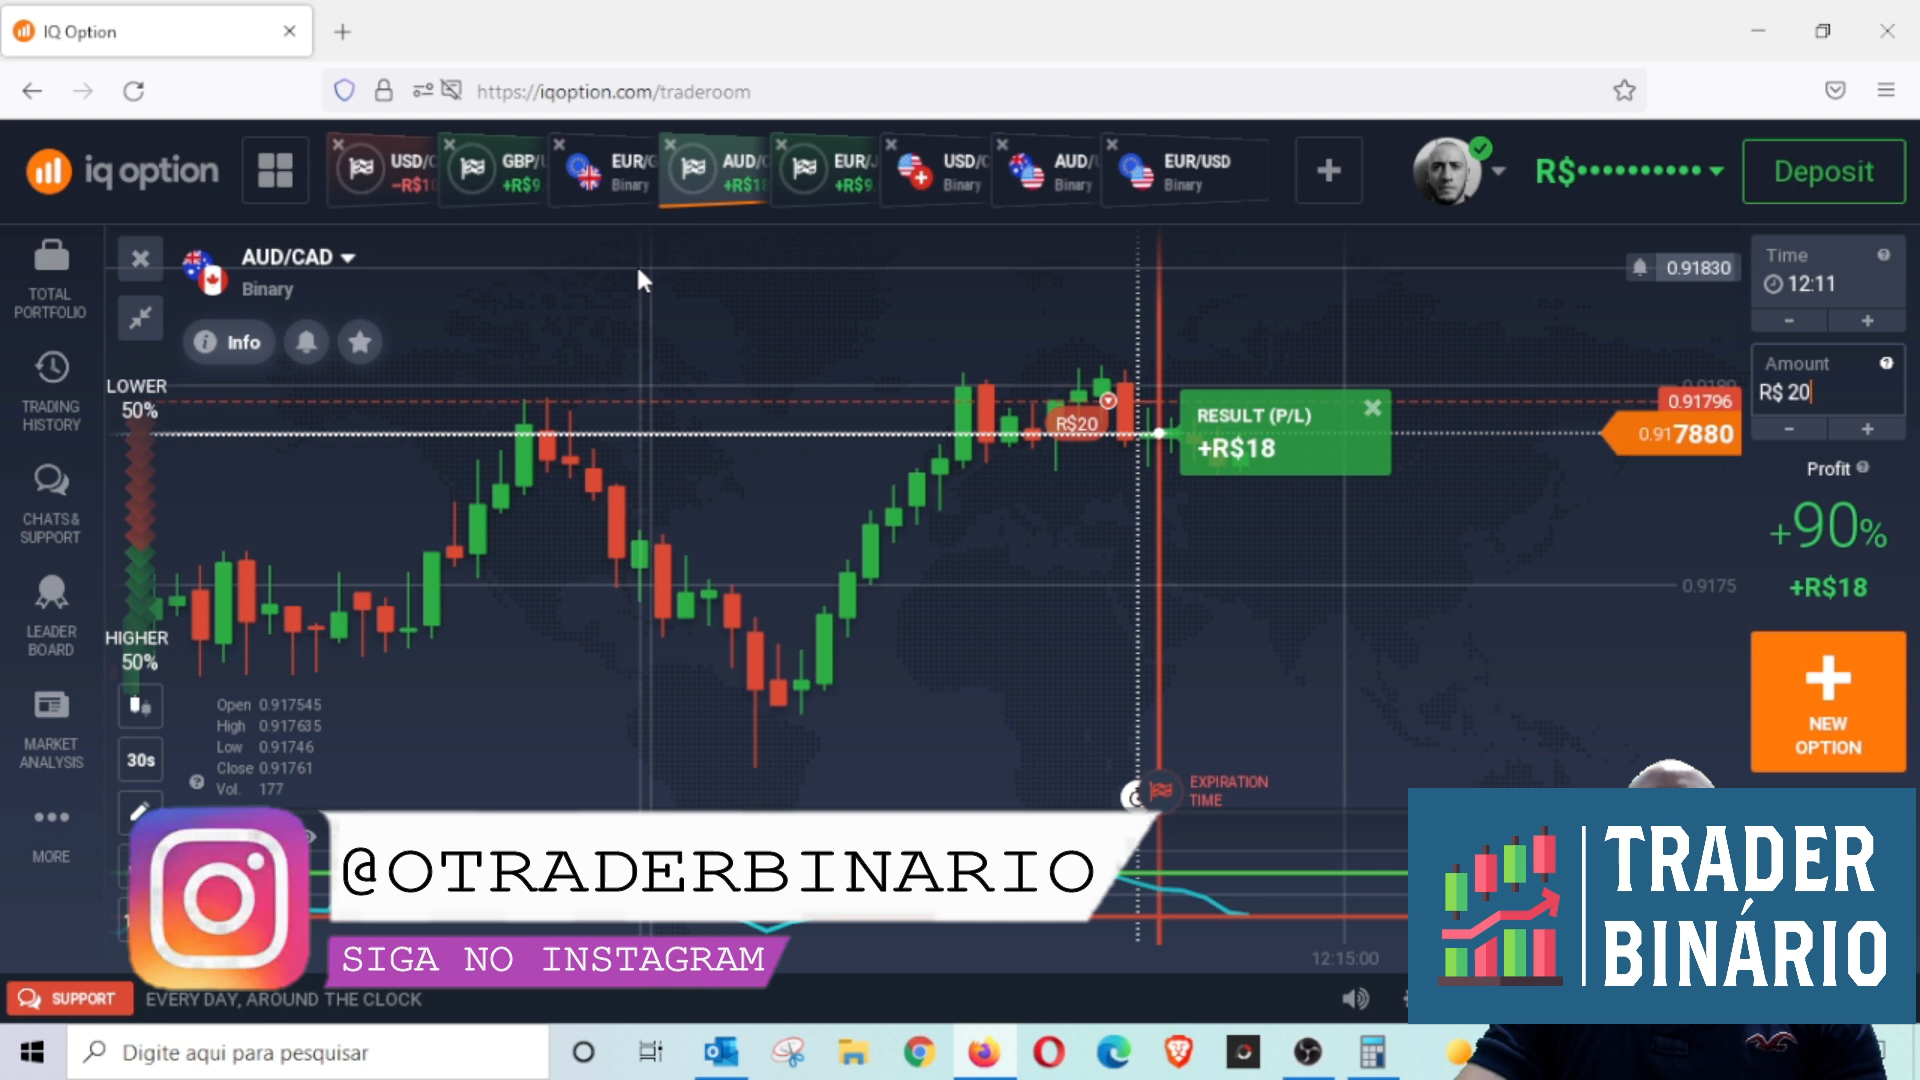 IQ Option
https://iqoption.com/traderoom
iq option
USD/C
-R$10
GBP/U
+R$9.
EUR/G
Binary
AUD/C
+R$18
EUR/J
+R$9.
USD/C
Binary
AUD/U
Binary
EUR/USD
Binary
R$•••••••••••
Deposit
TOTAL
PORTFOLIO
TRADING
HISTORY
CHATS &
SUPPORT
LEADER
BOARD
MARKET
ANALYSIS
MORE
AUD/CAD
Binary
Info
LOWER
50%
HIGHER
50%
Open 0.917545
High 0.917635
Low 0.91746
Close 0.91761
Vol. 177
30s
R$20
RESULT (P/L)
+R$18
EXPIRATION
TIME
0.91830
0.9180
0.91796
0.917880
0.9175
12:15:00
Time
12:11
- +
Amount
R$ 20
- +
Profit
+90%
+R$18
NEW
OPTION
@OTRADERBINARIO
SIGA NO INSTAGRAM
TRADER
BINÁRIO
SUPPORT
EVERY DAY, AROUND THE CLOCK
Digite aqui para pesquisar